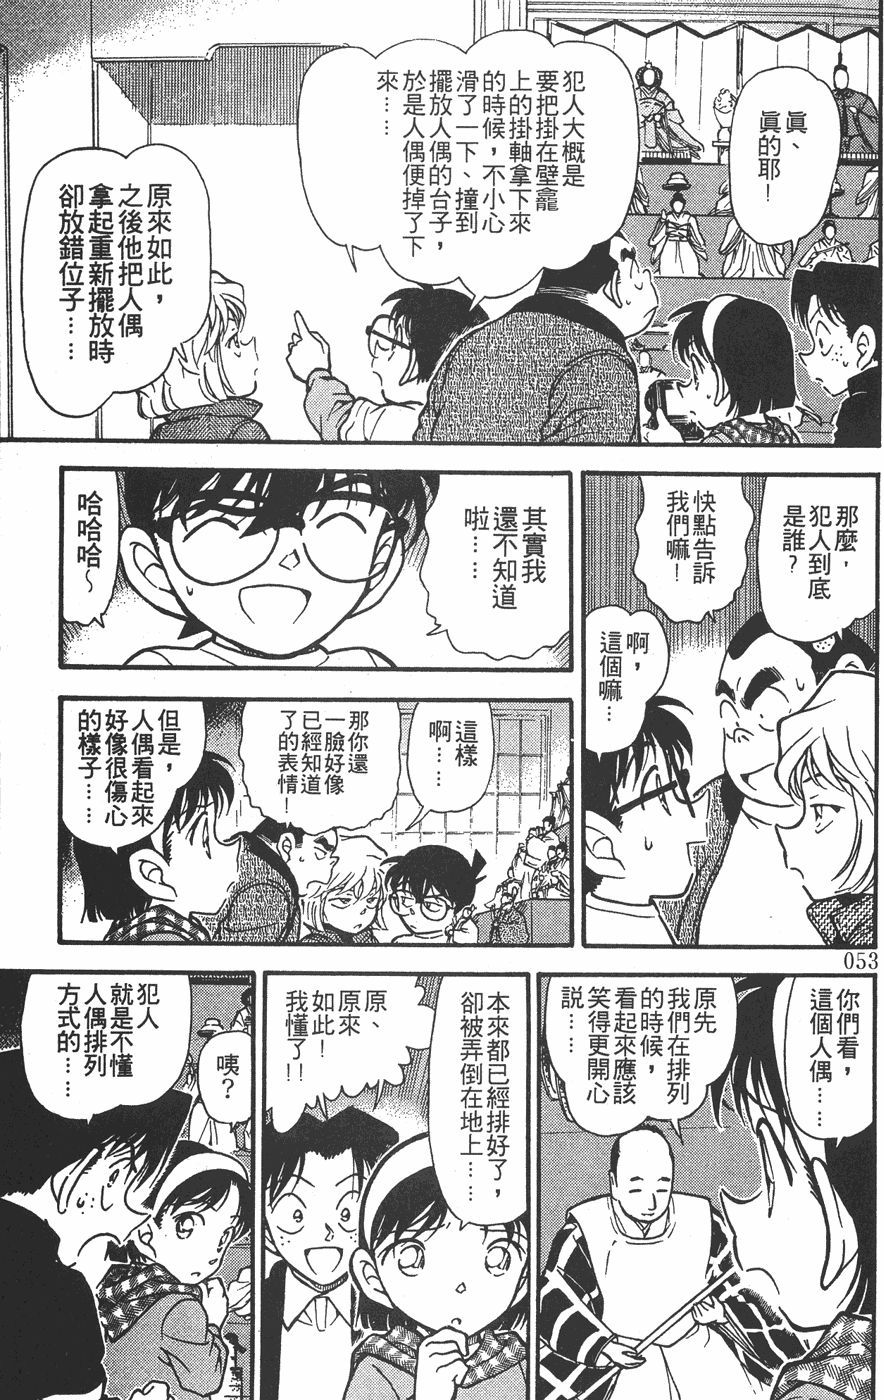 眞、
眞的耶！
犯人大概是
要把掛在壁龕
上的掛軸拿下來
的時候，不小心
滑了一下、撞到
擺放人偶的台子，
於是人偶便掉了下
來……
原來如此，
之後他把人偶
拿起重新擺放時
卻放錯位子……
那麼，
犯人到底
是誰？
快點告訴
我們嘛！
啊，
這個嘛…
其實我
還不知道
啦……
哈哈哈～
這樣
啊……
那你還
一臉好像
已經知道
了的表情！
但是，
人偶看起來
好像很傷心
的樣子……
053
你們看，
這個人偶……
原先
我們在排列
的時候，
看起來應該
笑得更開心
説……
本來都已經排好了，
卻被弄倒在地上……
原、
原來
如此！
我懂了!!
咦？
犯人
就是不懂
人偶排列
方式的……